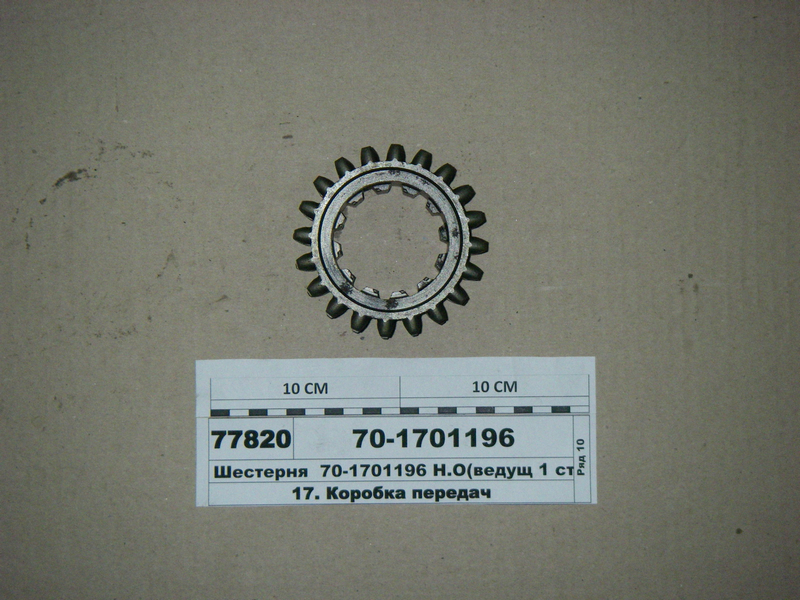 10 СМ 10 СМ
77820 70-1701196
Шестерня 70-1701196 Н.О(ведущ 1 ст
17. Коробка передач
Ряд 10